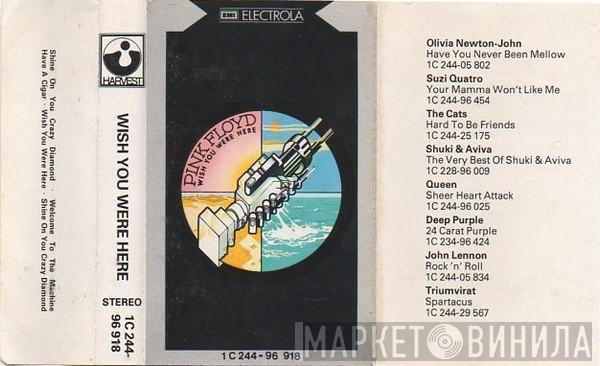 Shine On You Crazy Diamond · Welcome To The Machine
Have A Cigar · Wish You Were Here · Shine On You Crazy Diamond
HARVEST
WISH YOU WERE HERE
STEREO
1C 244-
96 918
EMI ELECTROLA
PINK FLOYD
WISH YOU WERE HERE
1 C 244-96 918
Olivia Newton-John
Have You Never Been Mellow
1C 244-05 802
Suzi Quatro
Your Mamma Won't Like Me
1C 244-96 454
The Cats
Hard To Be Friends
1C 244-25 175
Shuki & Aviva
The Very Best Of Shuki & Aviva
1C 228-96 009
Queen
Sheer Heart Attack
1C 244-96 025
Deep Purple
24 Carat Purple
1C 234-96 424
John Lennon
Rock 'n' Roll
1C 244-05 834
Triumvirat
Spartacus
1C 244-29 567
МАРКЕТ ВИНИЛА